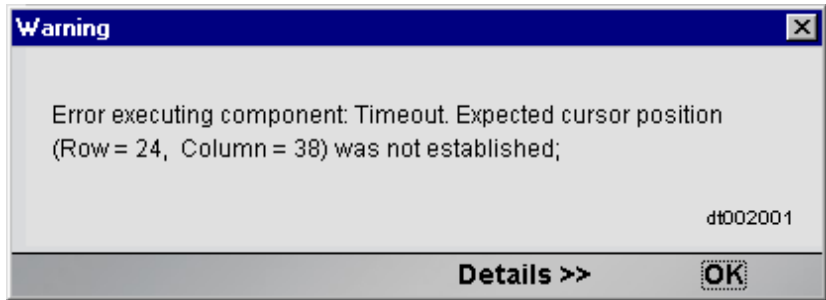 Warning
Error executing component: Timeout. Expected cursor position
(Row = 24, Column = 38) was not established;
dt002001
Details >> OK